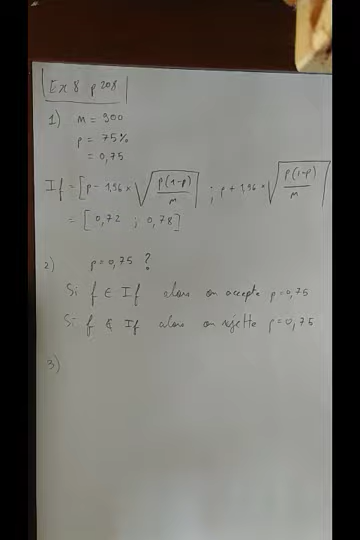 Ex 8 p 208
1) m = 900
p = 75%
= 0,75
If = [p - 1,96 × √(p(1-p)/m) ; p + 1,96 × √(p(1-p)/m)
= [0,72 ; 0,78]
2) p = 0,75 ?
Si f ∈ If alors on accepte p=0,75
Si f ∉ If alors on rejette p=0,75
3)